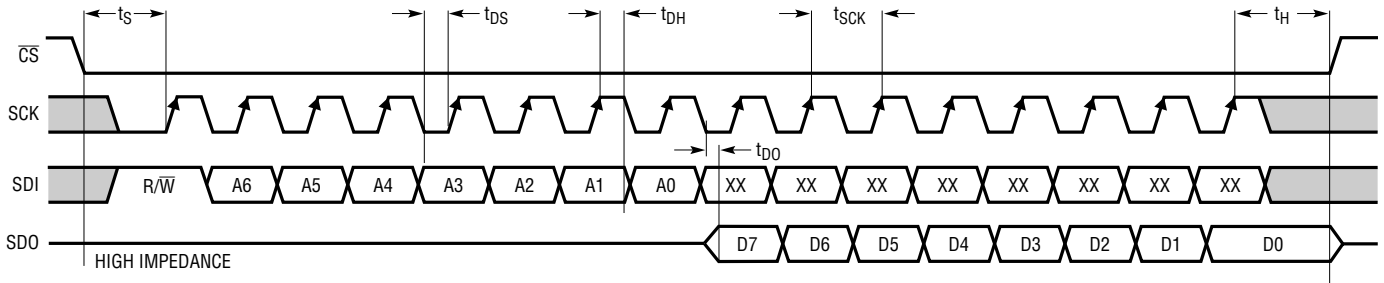 tS tDS tDH tSCK tH
C̅S̅
SCK
tDO
SDI R/W̅ A6 A5 A4 A3 A2 A1 A0 XX XX XX XX XX XX XX XX
SDO D7 D6 D5 D4 D3 D2 D1 D0
HIGH IMPEDANCE